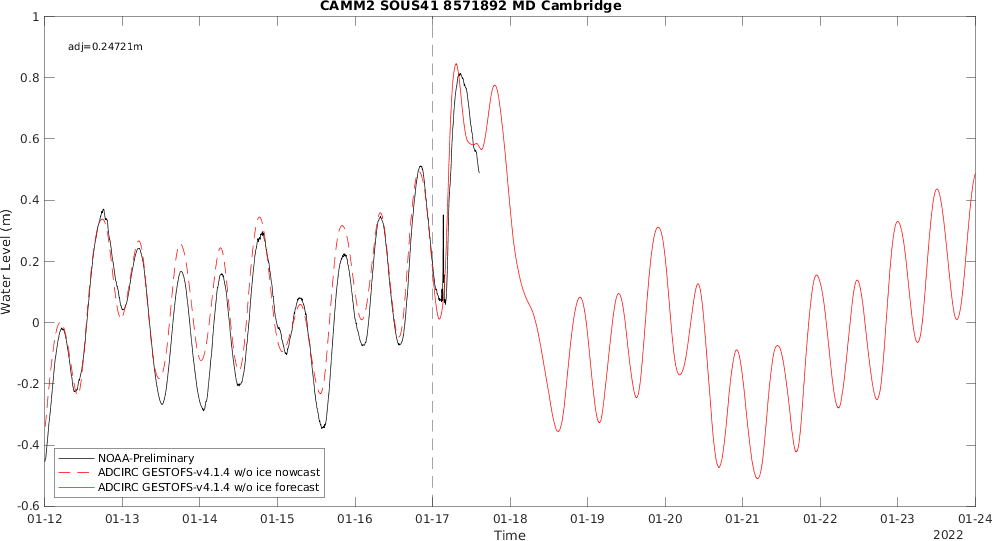 CAMM2 SOUS41 8571892 MD Cambridge
adj=0.24721m
Water Level (m)
1
0.8
0.6
0.4
0.2
0
-0.2
-0.4
-0.6
NOAA-Preliminary
ADCIRC GESTOFS-v4.1.4 w/o ice nowcast
ADCIRC GESTOFS-v4.1.4 w/o ice forecast
01-12 01-13 01-14 01-15 01-16 01-17 01-18 01-19 01-20 01-21 01-22 01-23 01-24
Time
2022